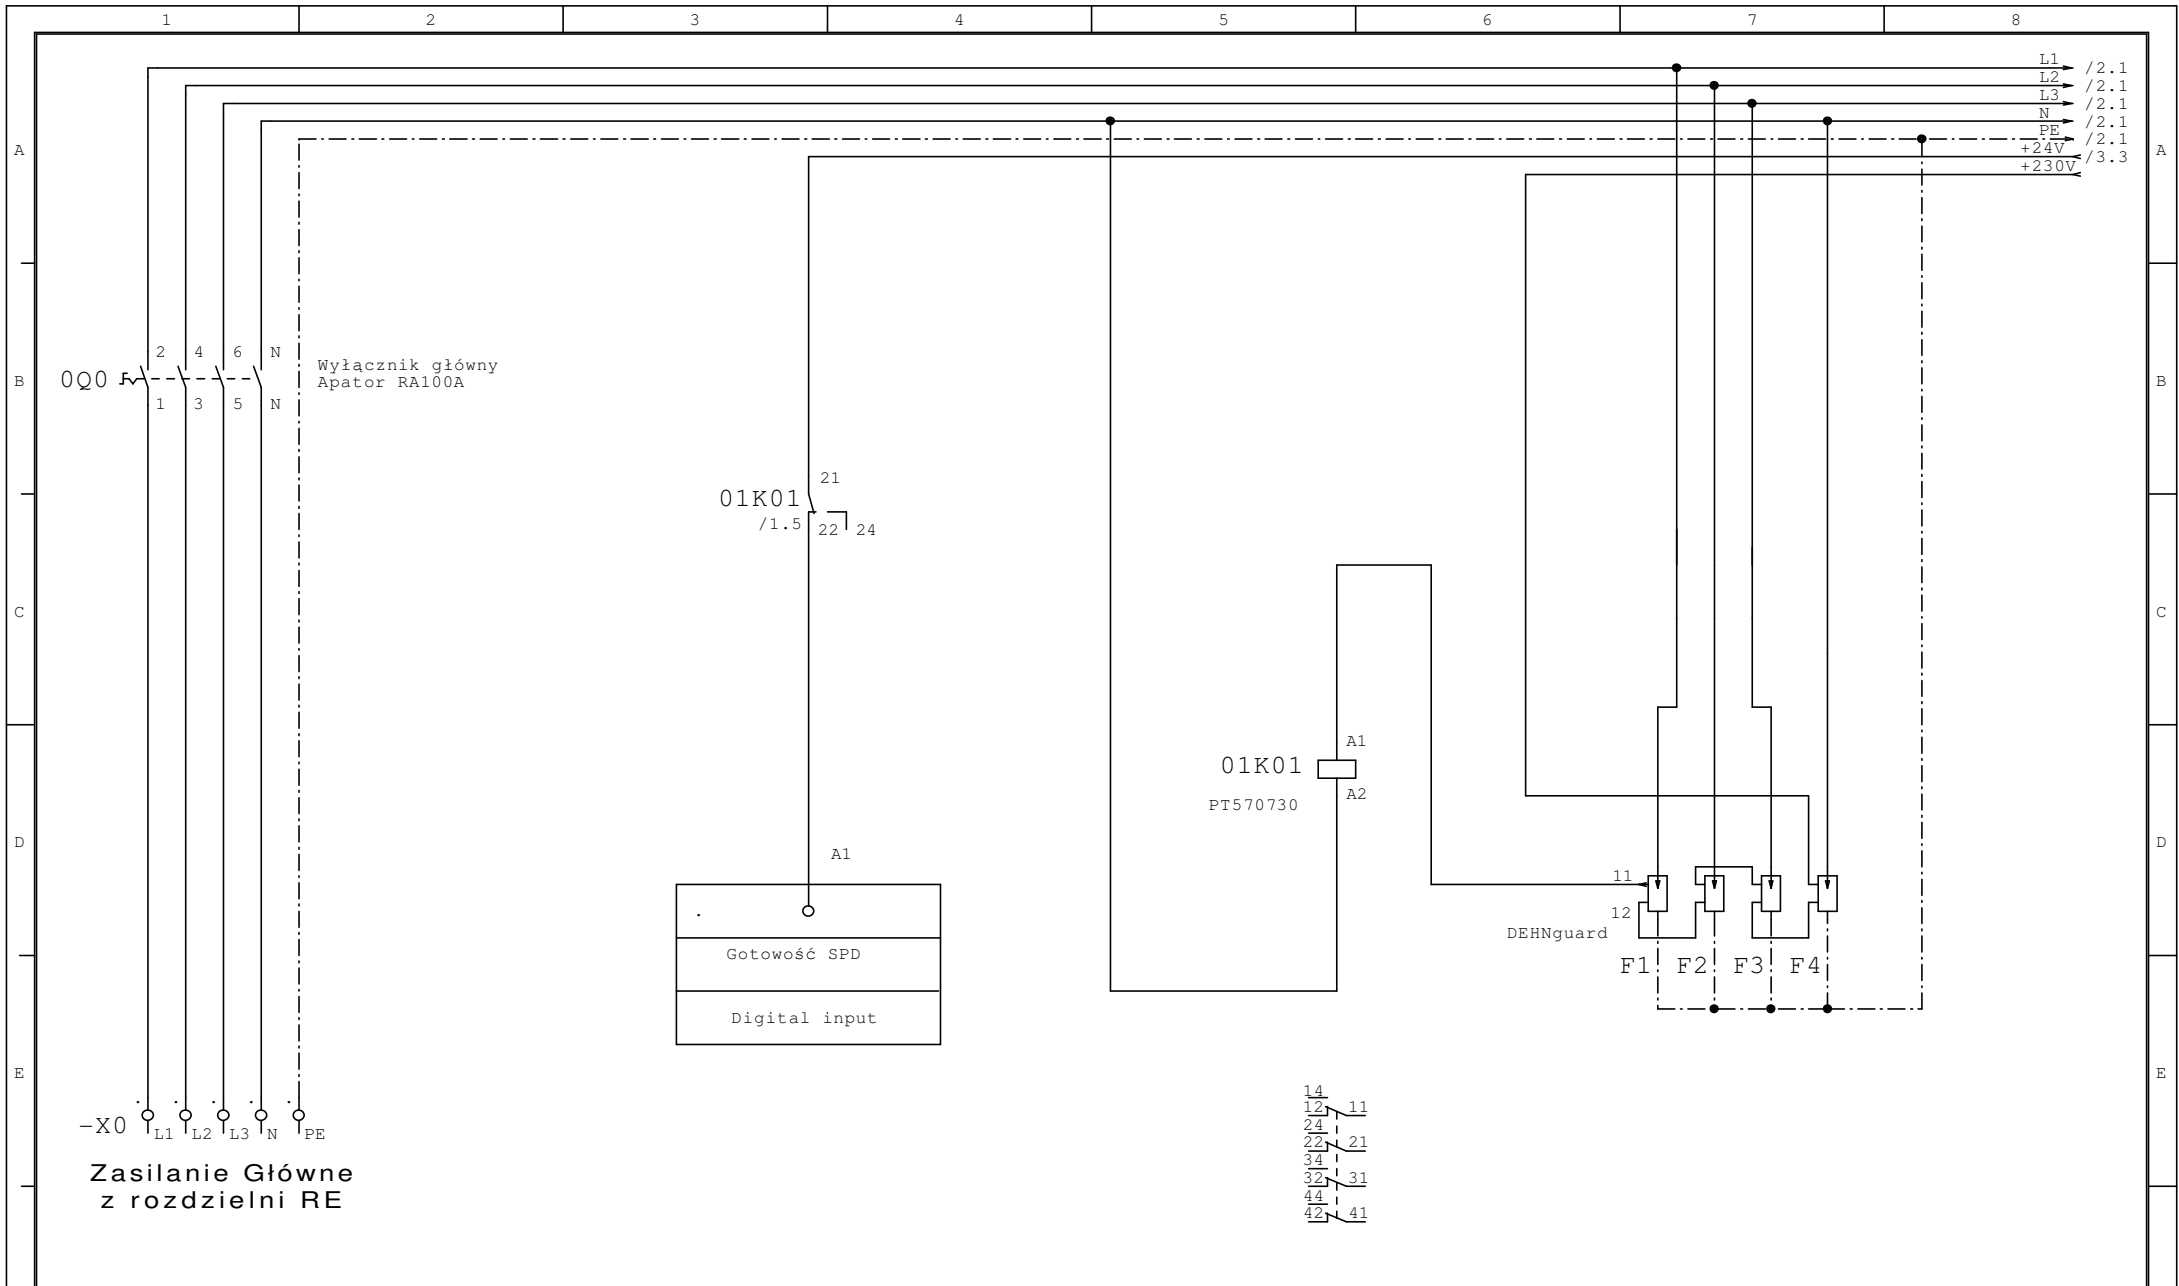 1 2 3 4 5 6 7 8
L1 /2.1
L2 /2.1
L3 /2.1
N /2.1
PE /2.1
+24V /3.3
+230V
A A
2 4 6 N
Wyłącznik główny
0Q0
Apator RA100A
B B
1 3 5 N
21
01K01
/1.5 22 24
C C
A1
01K01
A2
PT570730
D D
A1
11
12
DEHNguard
F1 F2 F3 F4
Gotowość SPD
Digital input
E E
14
12 11
24
22 21
34
32 31
44
42 41
-X0 L1 L2 L3 N PE
Zasilanie Główne
z rozdzielni RE